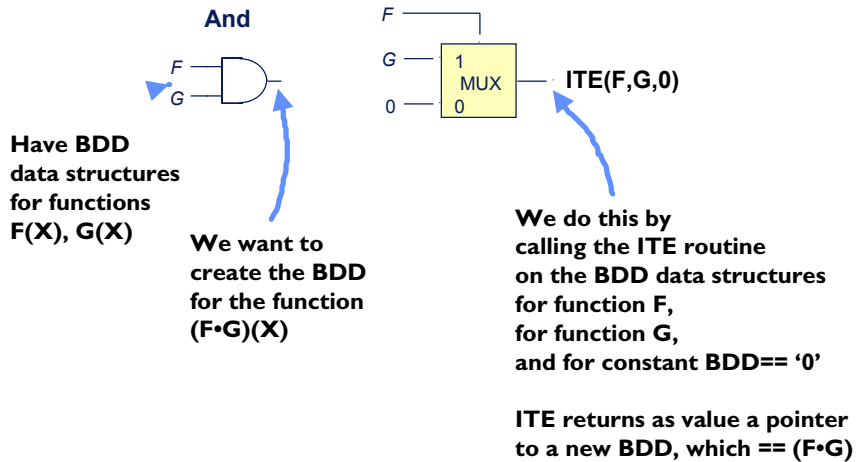 And
F
G
Have BDD
data structures
for functions
F(X), G(X)
We want to
create the BDD
for the function
(F•G)(X)
F
G
1
MUX
0
0
ITE(F,G,0)
We do this by
calling the ITE routine
on the BDD data structures
for function F,
for function G,
and for constant BDD== ‘0’
ITE returns as value a pointer
to a new BDD, which == (F•G)